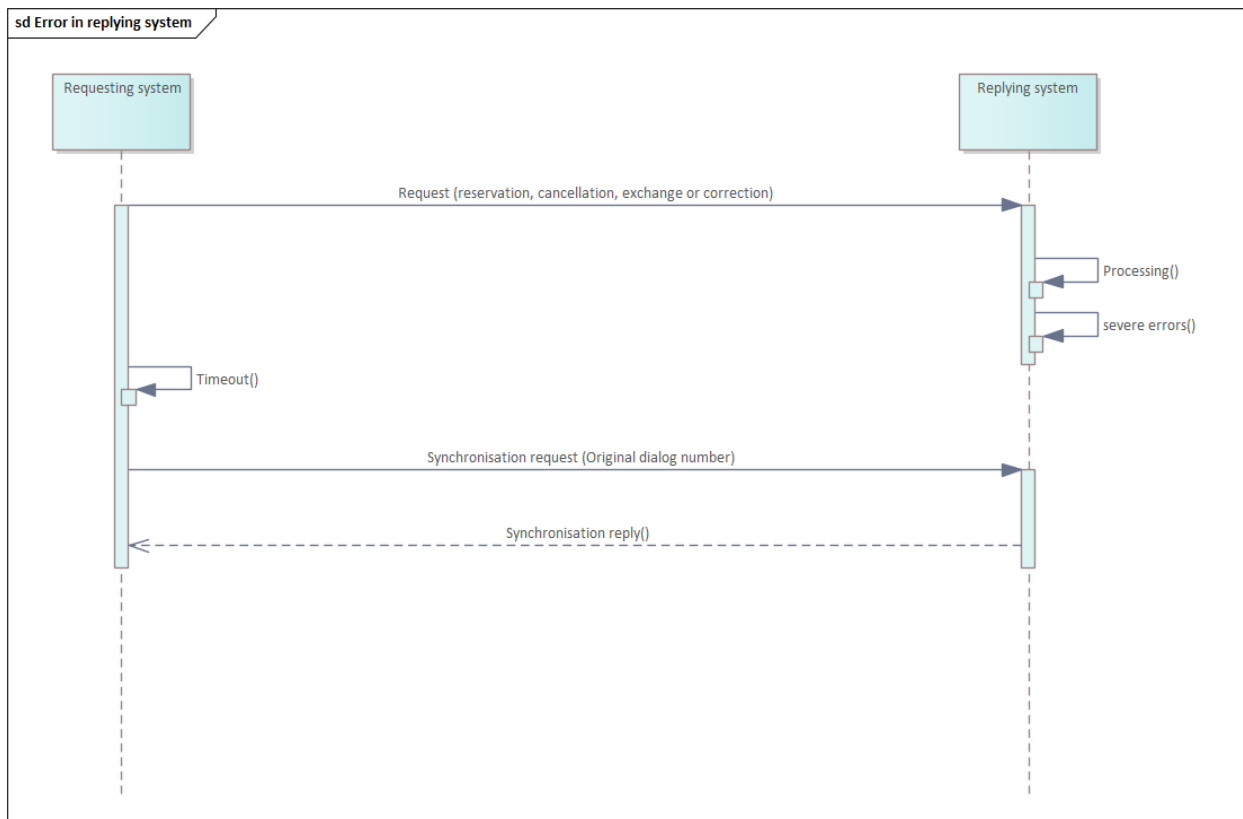 sd Error in replying system
Requesting system
Replying system
Request (reservation, cancellation, exchange or correction)
Processing()
severe errors()
Timeout()
Synchronisation request (Original dialog number)
Synchronisation reply()